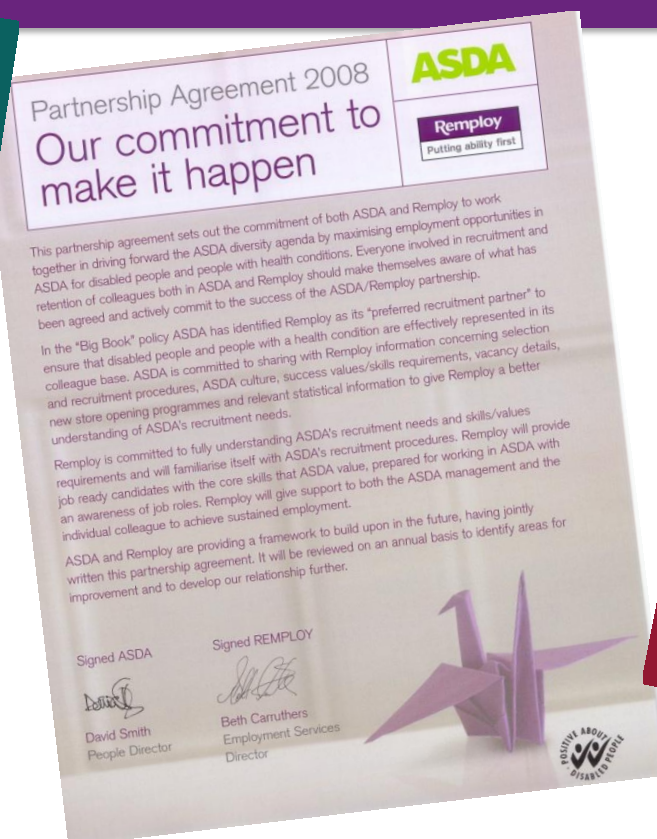 Partnership Agreement 2008
Our commitment to
make it happen
ASDA
Remploy
Putting ability first
This partnership agreement sets out the commitment of both ASDA and Remploy to work
together in driving forward the ASDA diversity agenda by maximising employment opportunities in
ASDA for disabled people and people with health conditions. Everyone involved in recruitment and
retention of colleagues both in ASDA and Remploy should make themselves aware of what has
been agreed and actively commit to the success of the ASDA/Remploy partnership.
In the "Big Book" policy ASDA has identified Remploy as its "preferred recruitment partner" to
ensure that disabled people and people with a health condition are effectively represented in its
colleague base. ASDA is committed to sharing with Remploy information concerning selection
and recruitment procedures, ASDA culture, success values/skills requirements, vacancy details,
new store opening programmes and relevant statistical information to give Remploy a better
understanding of ASDA's recruitment needs.
Remploy is committed to fully understanding ASDA's recruitment needs and skills/values
requirements and will familiarise itself with ASDA's recruitment procedures. Remploy will provide
job ready candidates with the core skills that ASDA value, prepared for working in ASDA with
an awareness of job roles. Remploy will give support to both the ASDA management and the
individual colleague to achieve sustained employment.
ASDA and Remploy are providing a framework to build upon in the future, having jointly
written this partnership agreement. It will be reviewed on an annual basis to identify areas for
improvement and to develop our relationship further.
Signed ASDA
David Smith
People Director
Signed REMPLOY
Beth Carruthers
Employment Services
Director
POSITIVE ABOUT
DISABLED PEOPLE